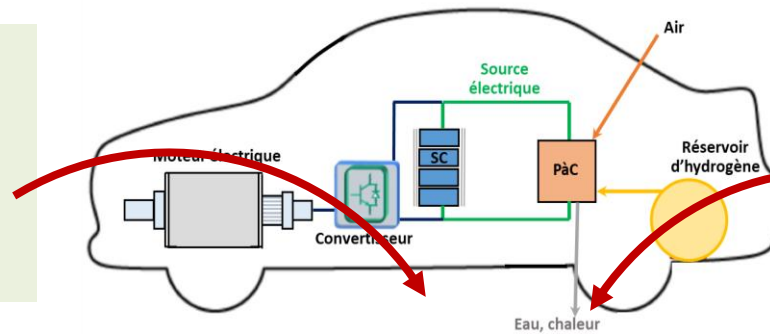 Air
Source
électrique
Moteur électrique
SC
PàC
Réservoir
d'hydrogène
Convertisseur
Eau, chaleur